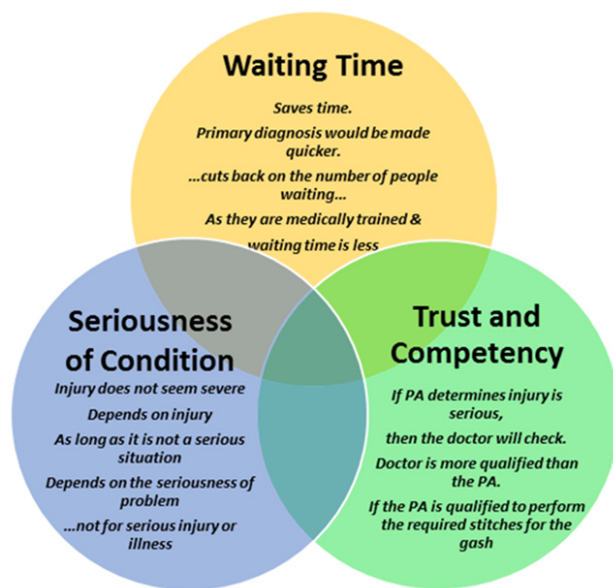 Waiting Time
Saves time.
Primary diagnosis would be made
quicker.
...cuts back on the number of people
waiting...
As they are medically trained &
waiting time is less
Seriousness
of Condition
Injury does not seem severe
Depends on injury
As long as it is not a serious
situation
Depends on the seriousness of
problem
...not for serious injury or
illness
Trust and
Competency
If PA determines injury is
serious,
then the doctor will check.
Doctor is more qualified than
the PA.
If the PA is qualified to perform
the required stitches for the
gash